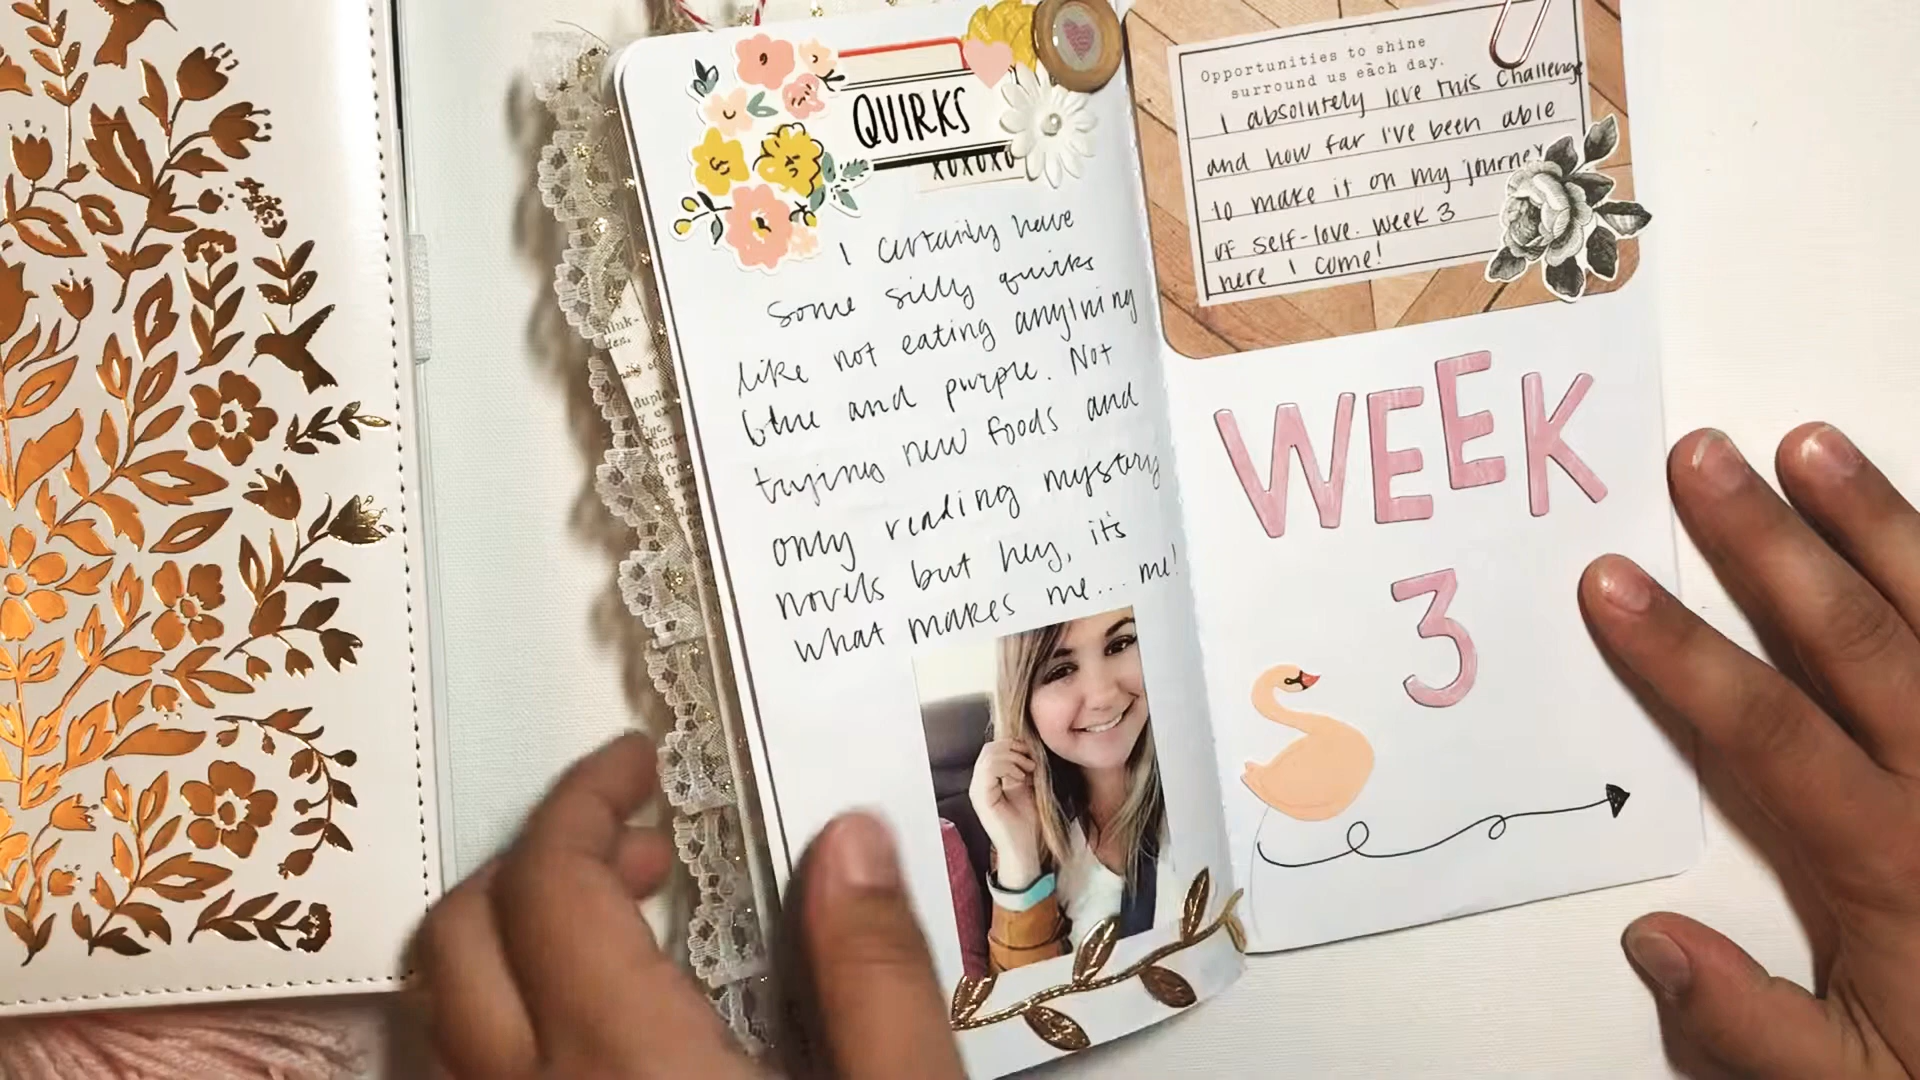 QUIRKS
xoxoxo
I certainly have
some silly quirks
like not eating anything
blue and purple. Not
trying new foods and
only reading mystery
novels but hey, it's
what makes me... me!
Opportunities to shine
surround us each day.
I absolutely love this challenge
and how far I've been able
to make it on my journey
of self-love. Week 3
here I come!
WEEK
3